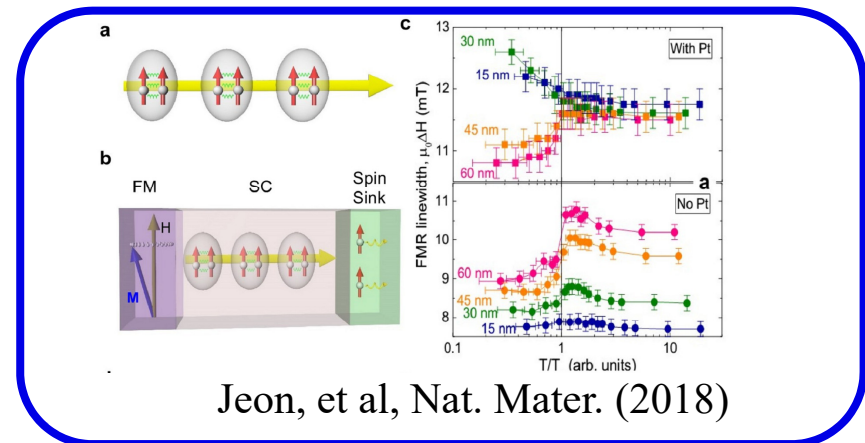 a
b
FM
SC
Spin
Sink
H
M
c
FMR linewidth, μ₀ΔH (mT)
13
12
11
30 nm
With Pt
15 nm
45 nm
60 nm
11
10
9
8
a
No Pt
60 nm
45 nm
30 nm
15 nm
0.1
1
10
T/T (arb. units)
Jeon, et al, Nat. Mater. (2018)